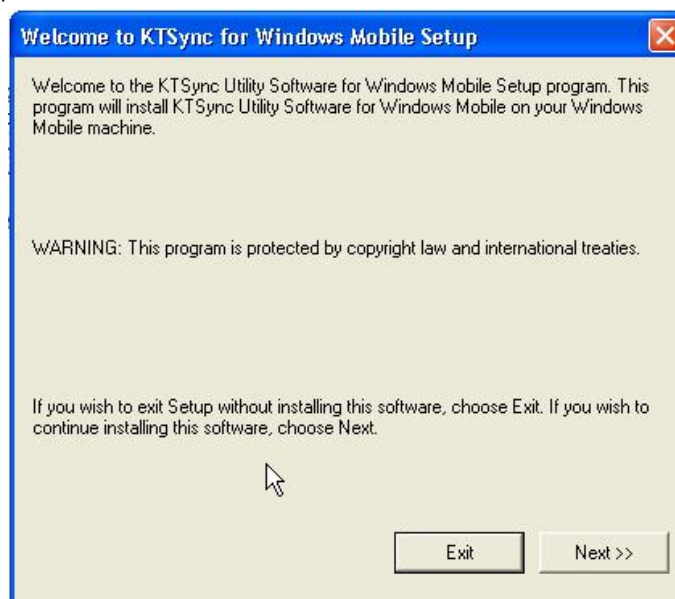 Welcome to KTSync for Windows Mobile Setup
Welcome to the KTSync Utility Software for Windows Mobile Setup program. This
program will install KTSync Utility Software for Windows Mobile on your Windows
Mobile machine.
WARNING: This program is protected by copyright law and international treaties.
If you wish to exit Setup without installing this software, choose Exit. If you wish to
continue installing this software, choose Next.
Exit
Next >>